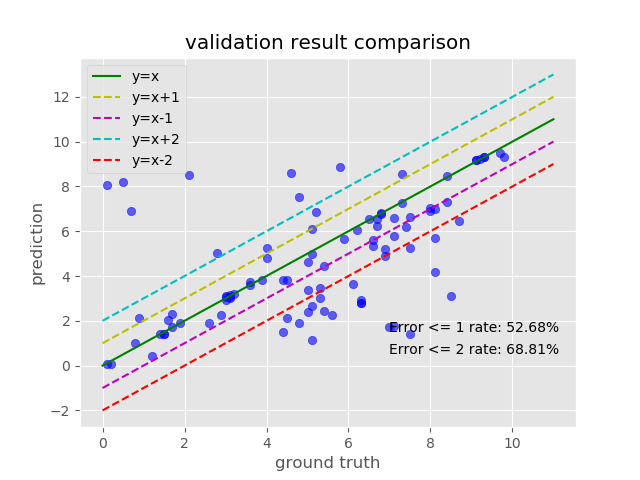 validation result comparison
y=x
y=x+1
y=x-1
y=x+2
y=x-2
12
10
8
6
4
2
0
−2
prediction
Error <= 1 rate: 52.68%
Error <= 2 rate: 68.81%
0 2 4 6 8 10
ground truth